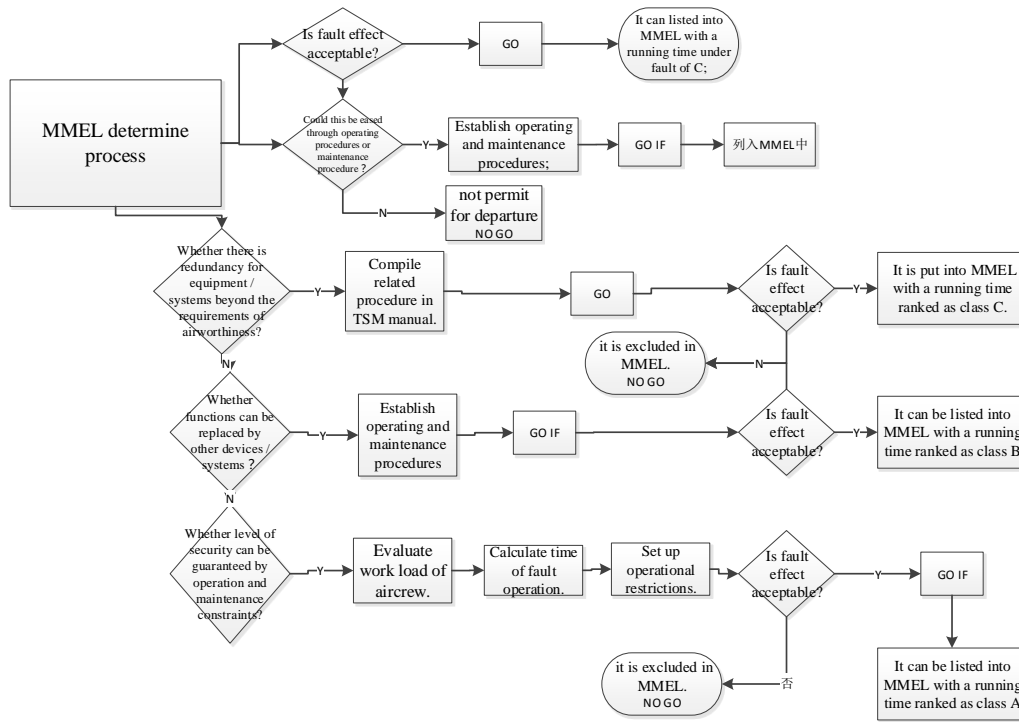 MMEL determine
process
Is fault effect
acceptable?
GO
It can listed into
MMEL with a
running time under
fault of C;
Could this be eased
through operating
procedures or
maintenance
procedure ?
Y
Establish operating
and maintenance
procedures;
GO IF
列入MMEL中
N
not permit
for departure
NO GO
Whether there is
redundancy for
equipment /
systems beyond the
requirements of
airworthiness?
Y
Compile
related
procedure in
TSM manual.
GO
Is fault
effect
acceptable?
Y
It is put into MMEL
with a running time
ranked as class C.
N
it is excluded in
MMEL.
NO GO
N
Whether
functions can be
replaced by
other devices /
systems ?
Y
Establish
operating and
maintenance
procedures
GO IF
Is fault
effect
acceptable?
Y
It can be listed into
MMEL with a running
time ranked as class B
N
Whether level of
security can be
guaranteed by
operation and
maintenance
constraints?
Y
Evaluate
work load of
aircrew.
Calculate time
of fault
operation.
Set up
operational
restrictions.
Is fault
effect
acceptable?
Y
GO IF
否
it is excluded in
MMEL.
NO GO
It can be listed into
MMEL with a running
time ranked as class A